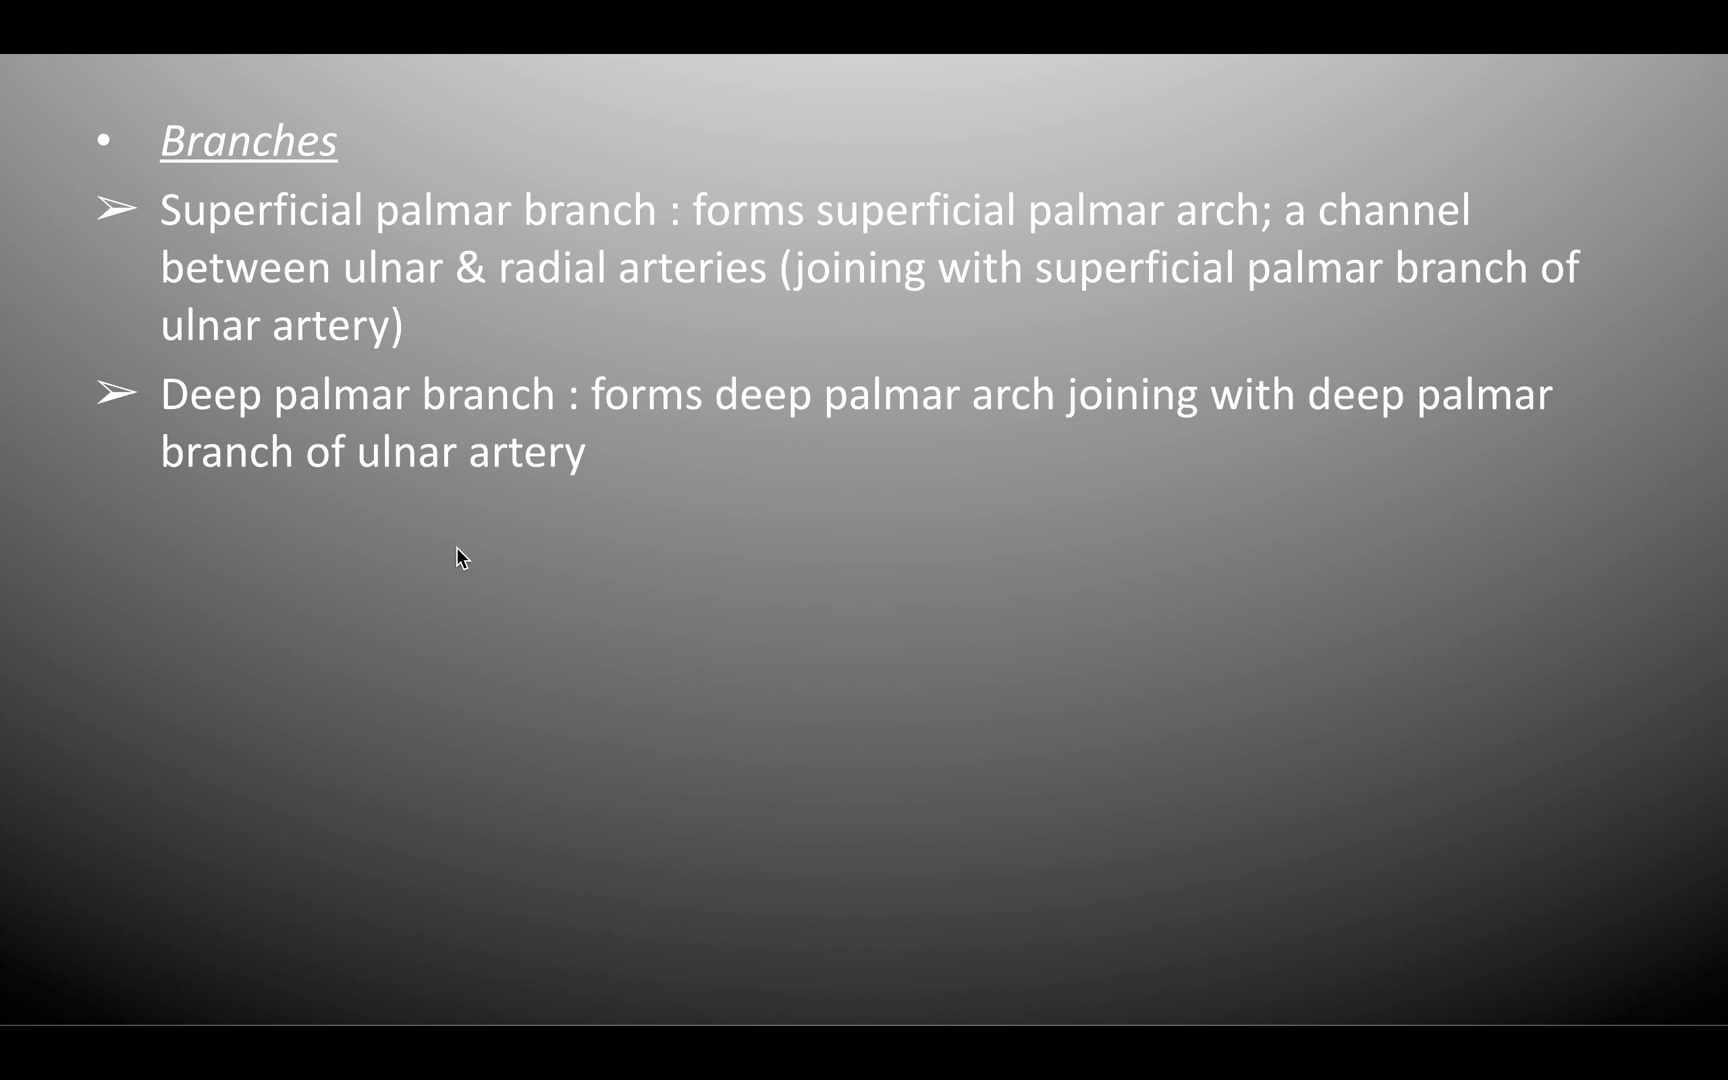 • Branches
➢ Superficial palmar branch : forms superficial palmar arch; a channel
between ulnar & radial arteries (joining with superficial palmar branch of
ulnar artery)
➢ Deep palmar branch : forms deep palmar arch joining with deep palmar
branch of ulnar artery